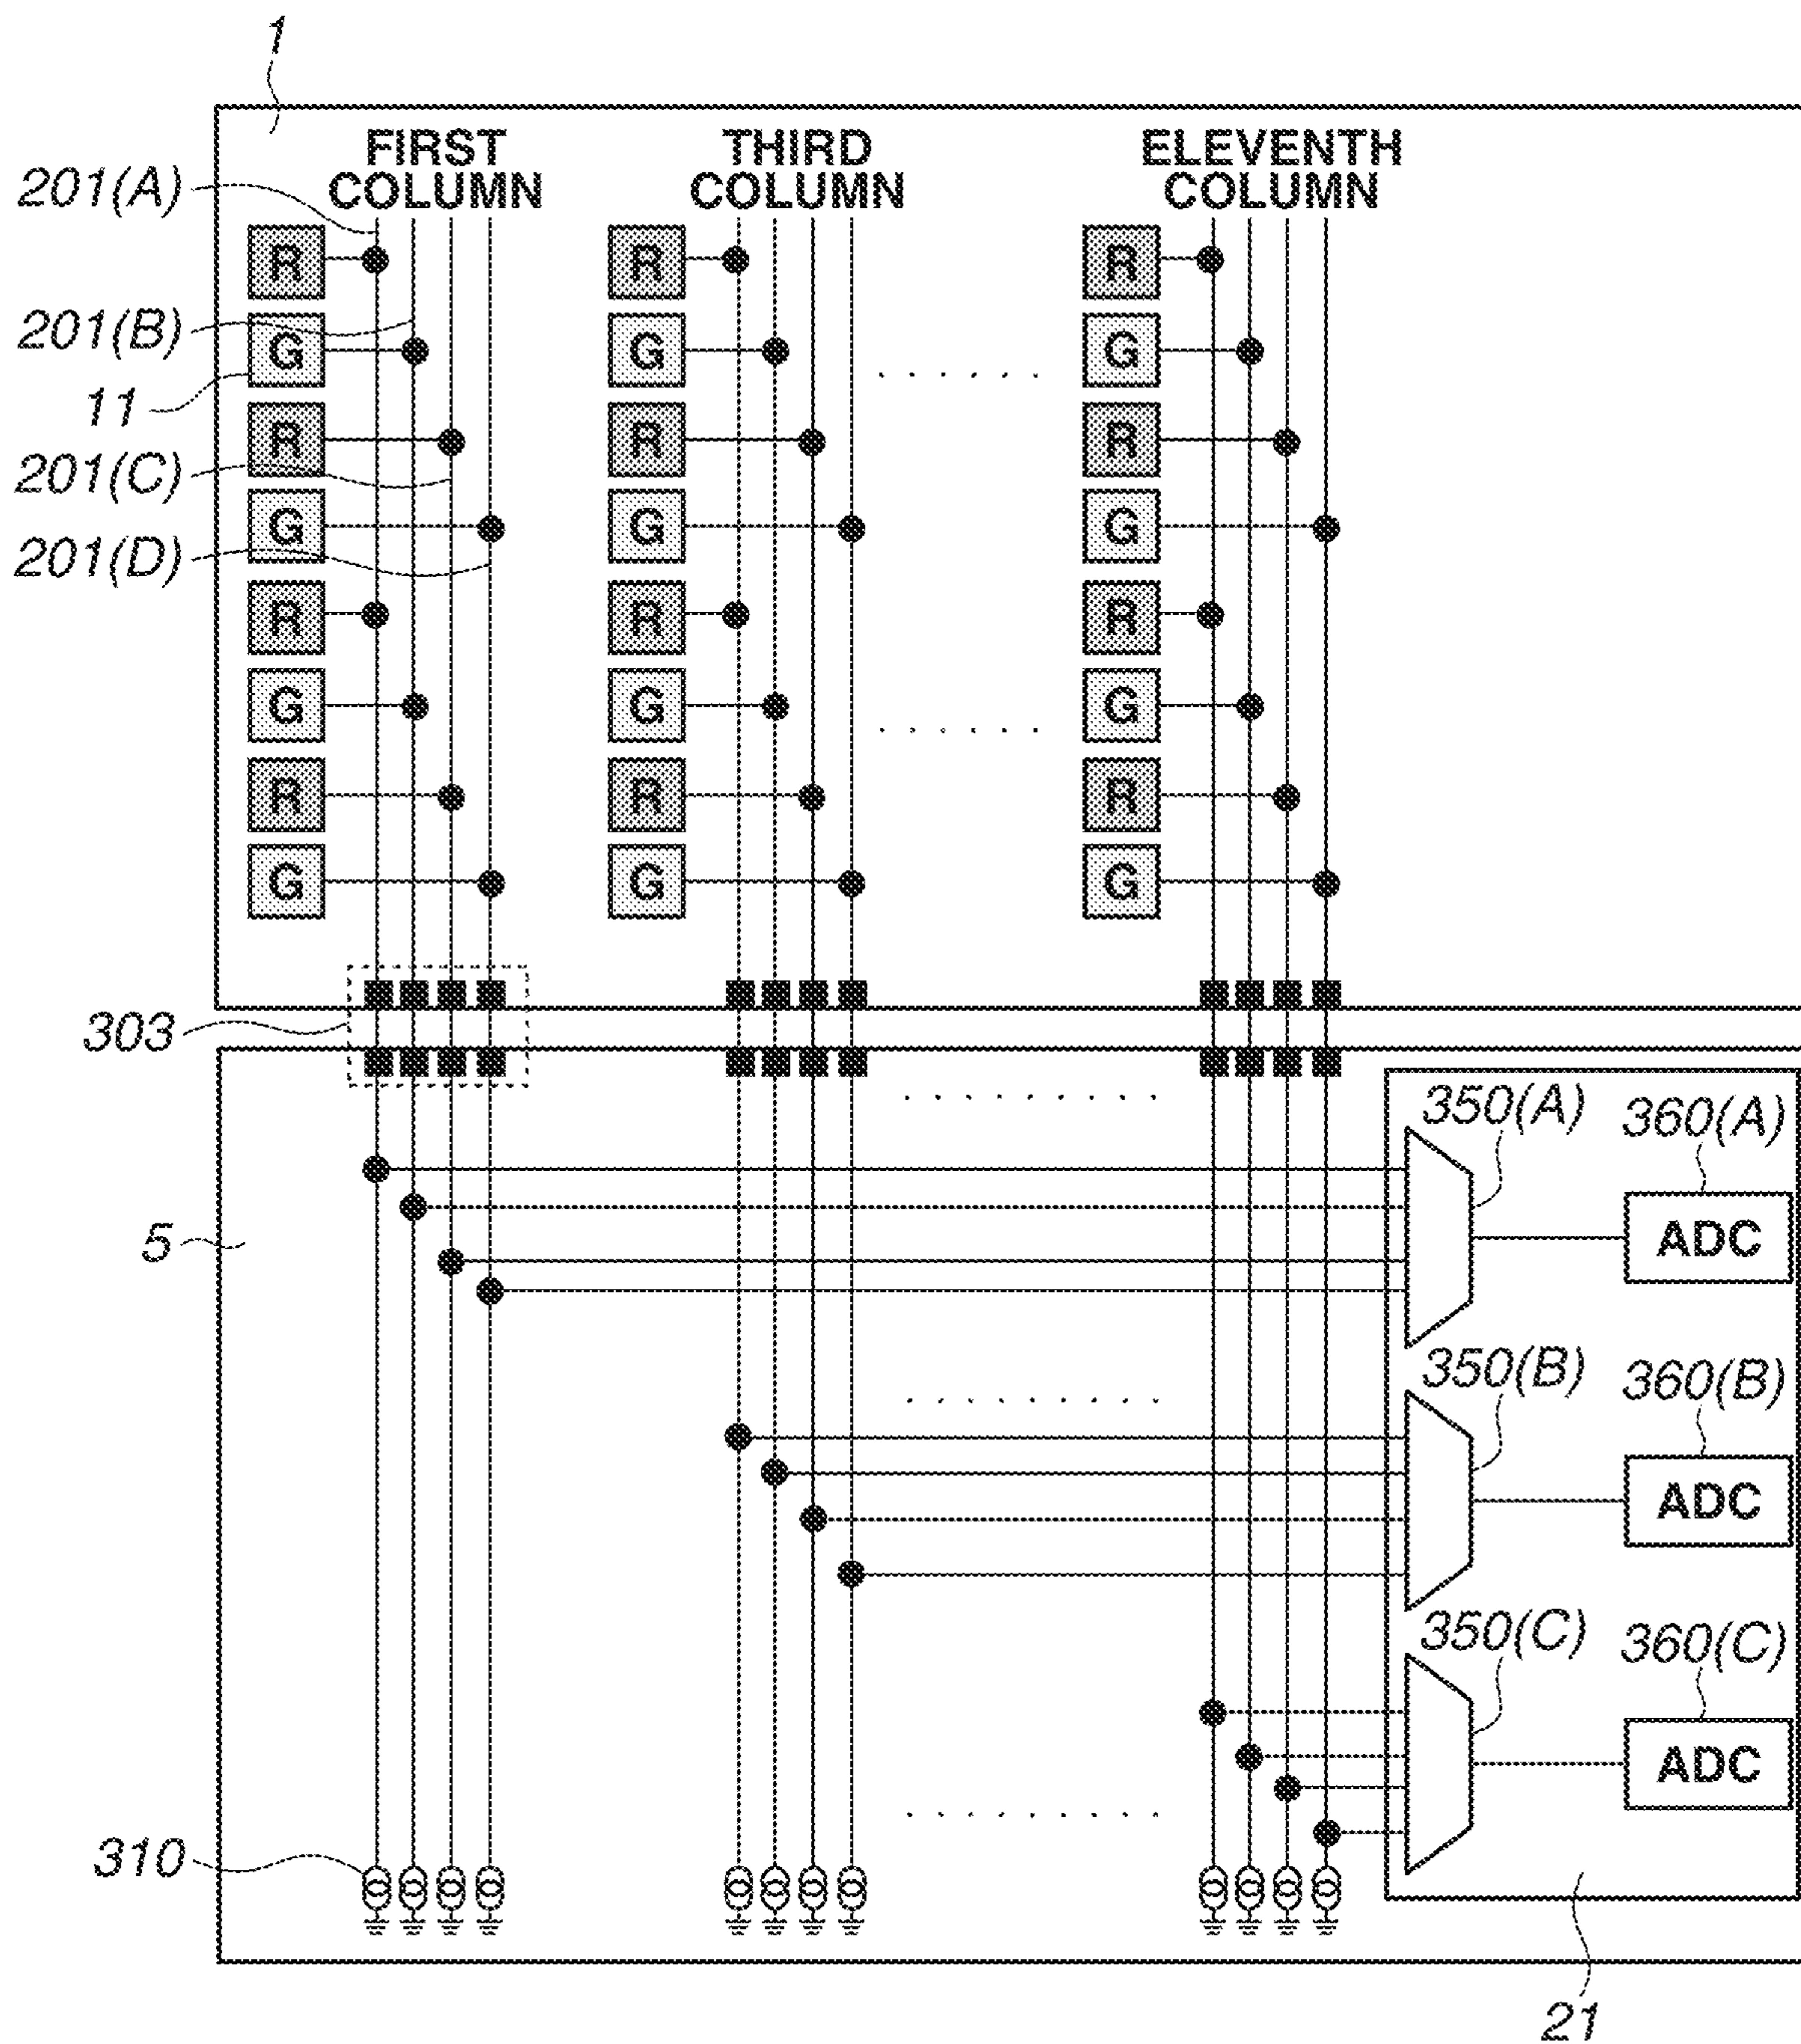 1
FIRST COLUMN
THIRD COLUMN
ELEVENTH COLUMN
201(A)
R R R
201(B)
G G G
11
R R R
201(C)
G G G
201(D)
R R R
G G G
R R R
G G G
303
350(A) 360(A)
5
ADC
350(B) 360(B)
ADC
350(C) 360(C)
ADC
310
21